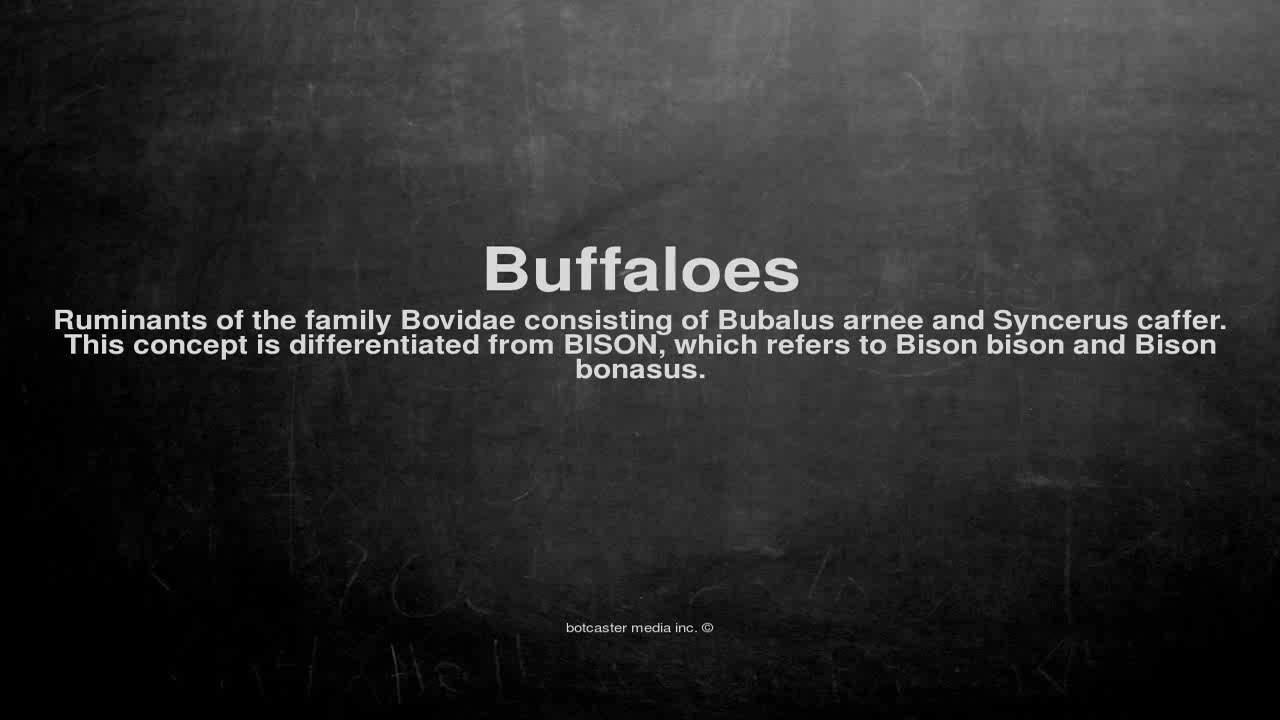 Buffaloes
Ruminants of the family Bovidae consisting of Bubalus arnee and Syncerus caffer.
This concept is differentiated from BISON, which refers to Bison bison and Bison
bonasus.
botcaster media inc. ©